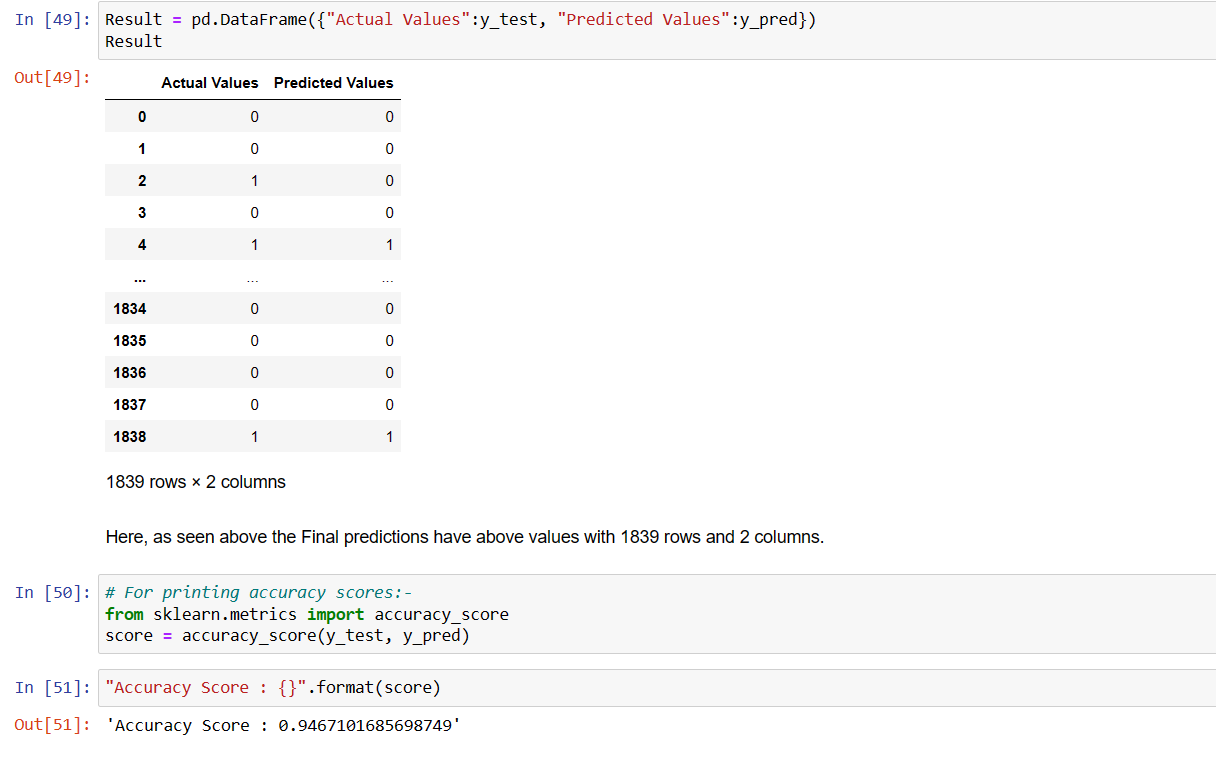 In [49]: Result = pd.DataFrame({"Actual Values":y_test, "Predicted Values":y_pred})
Result
Out[49]:
Actual Values Predicted Values
0 0 0
1 0 0
2 1 0
3 0 0
4 1 1
... ... ...
1834 0 0
1835 0 0
1836 0 0
1837 0 0
1838 1 1
1839 rows × 2 columns
Here, as seen above the Final predictions have above values with 1839 rows and 2 columns.
In [50]: # For printing accuracy scores:-
from sklearn.metrics import accuracy_score
score = accuracy_score(y_test, y_pred)
In [51]: "Accuracy Score : {}".format(score)
Out[51]: 'Accuracy Score : 0.9467101685698749'